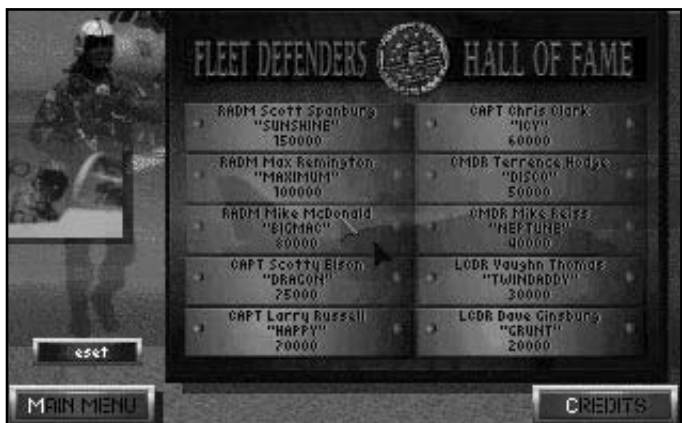 FLEET DEFENDERS HALL OF FAME
RADM Scott Spanburg
"SUNSHINE"
150000
RADM Max Remington
"MAXIMUM"
100000
RADM Mike McDonald
"BIGMAC"
80000
CAPT Scotty Elson
"DRAGON"
75000
CAPT Larry Russell
"HAPPY"
70000
CAPT Chris Clark
"ICY"
60000
CMDR Terrence Hodge
"DISCO"
50000
CMDR Mike Reiss
"NEPTUNE"
40000
LCDR Vaughn Thomas
"TWINDADDY"
30000
LCDR Dave Ginsburg
"GRUNT"
20000
eset
MAIN MENU
CREDITS